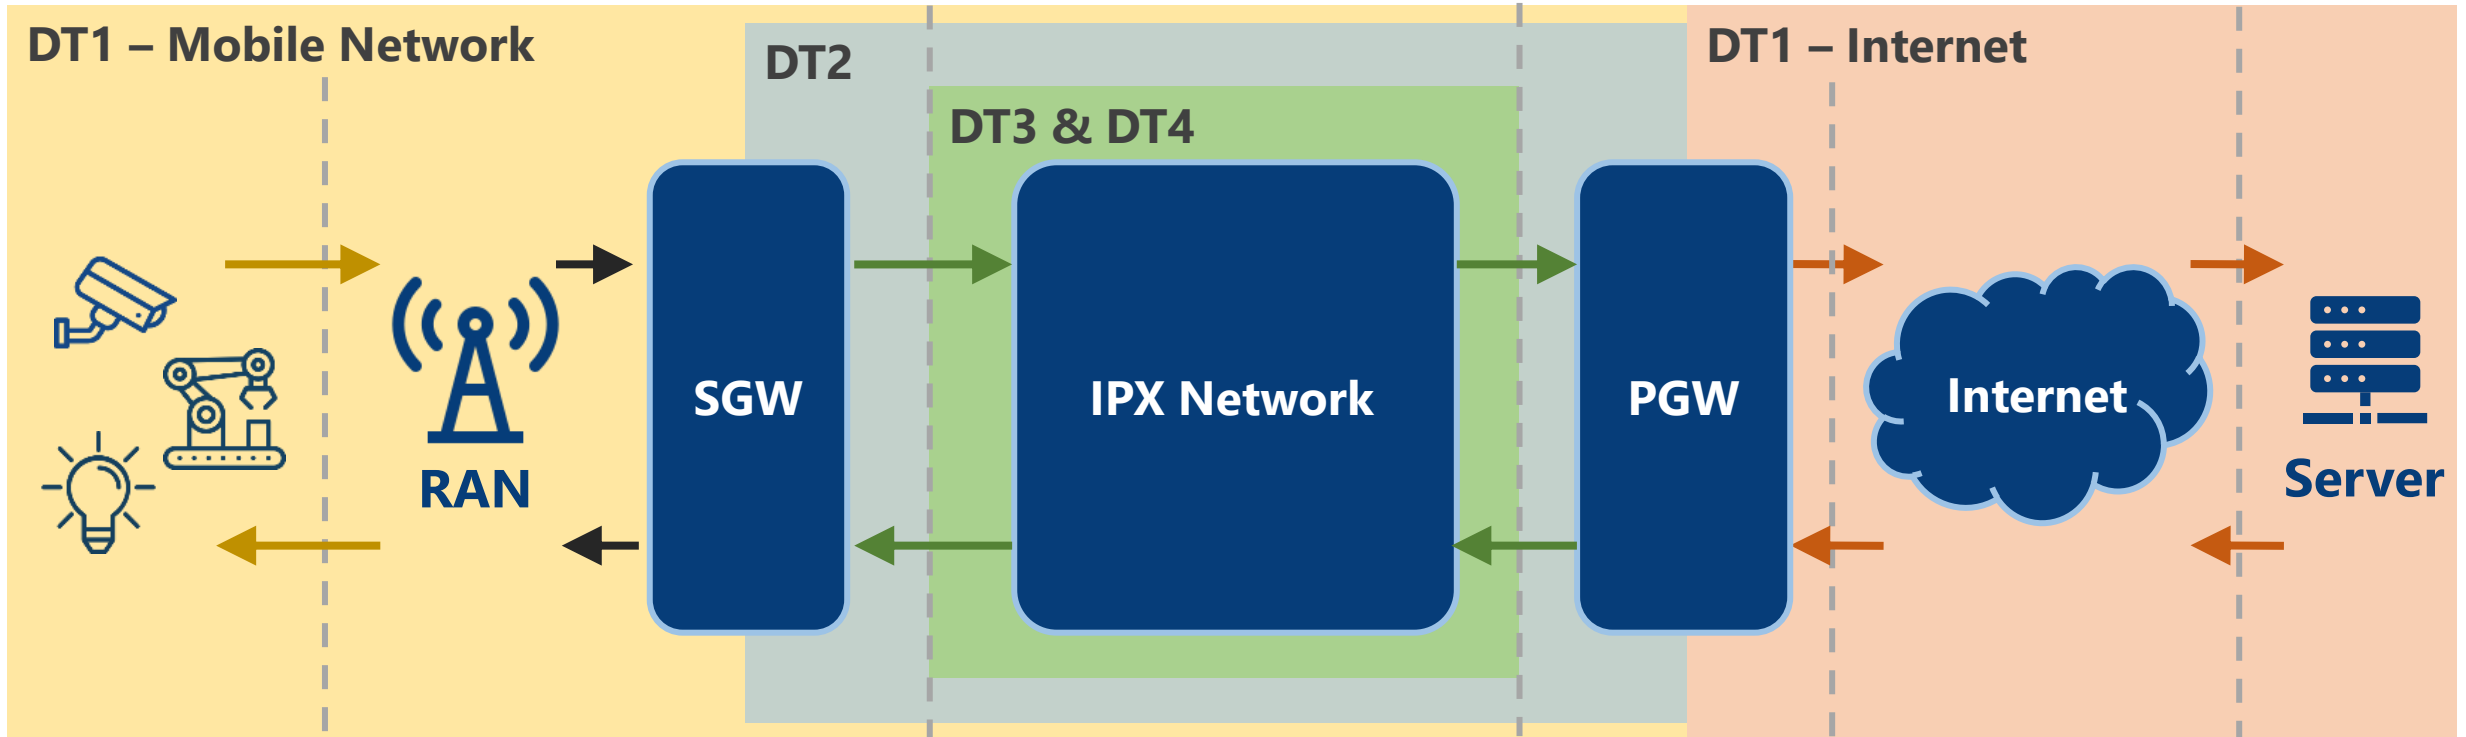 DT1 – Mobile Network
DT2
DT3 & DT4
DT1 – Internet
RAN
SGW
IPX Network
PGW
Internet
Server